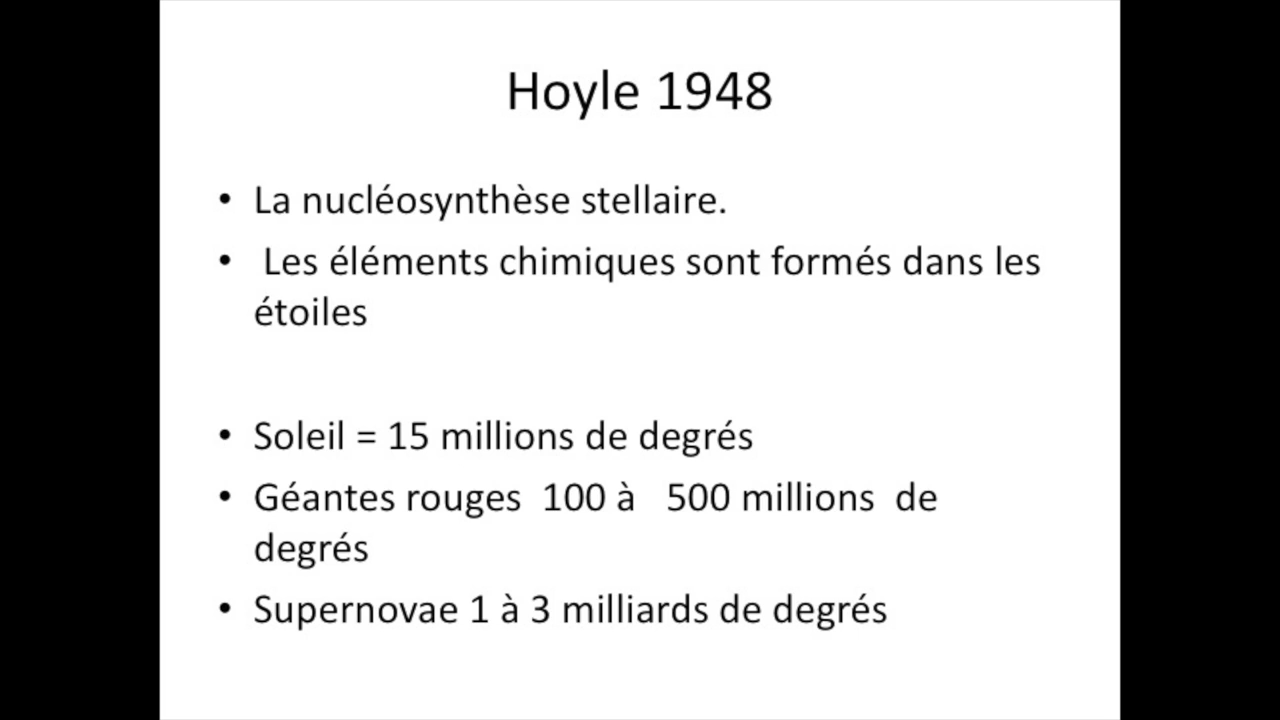 Hoyle 1948
• La nucléosynthèse stellaire.
• Les éléments chimiques sont formés dans les
étoiles
• Soleil = 15 millions de degrés
• Géantes rouges 100 à 500 millions de
degrés
• Supernovae 1 à 3 milliards de degrés